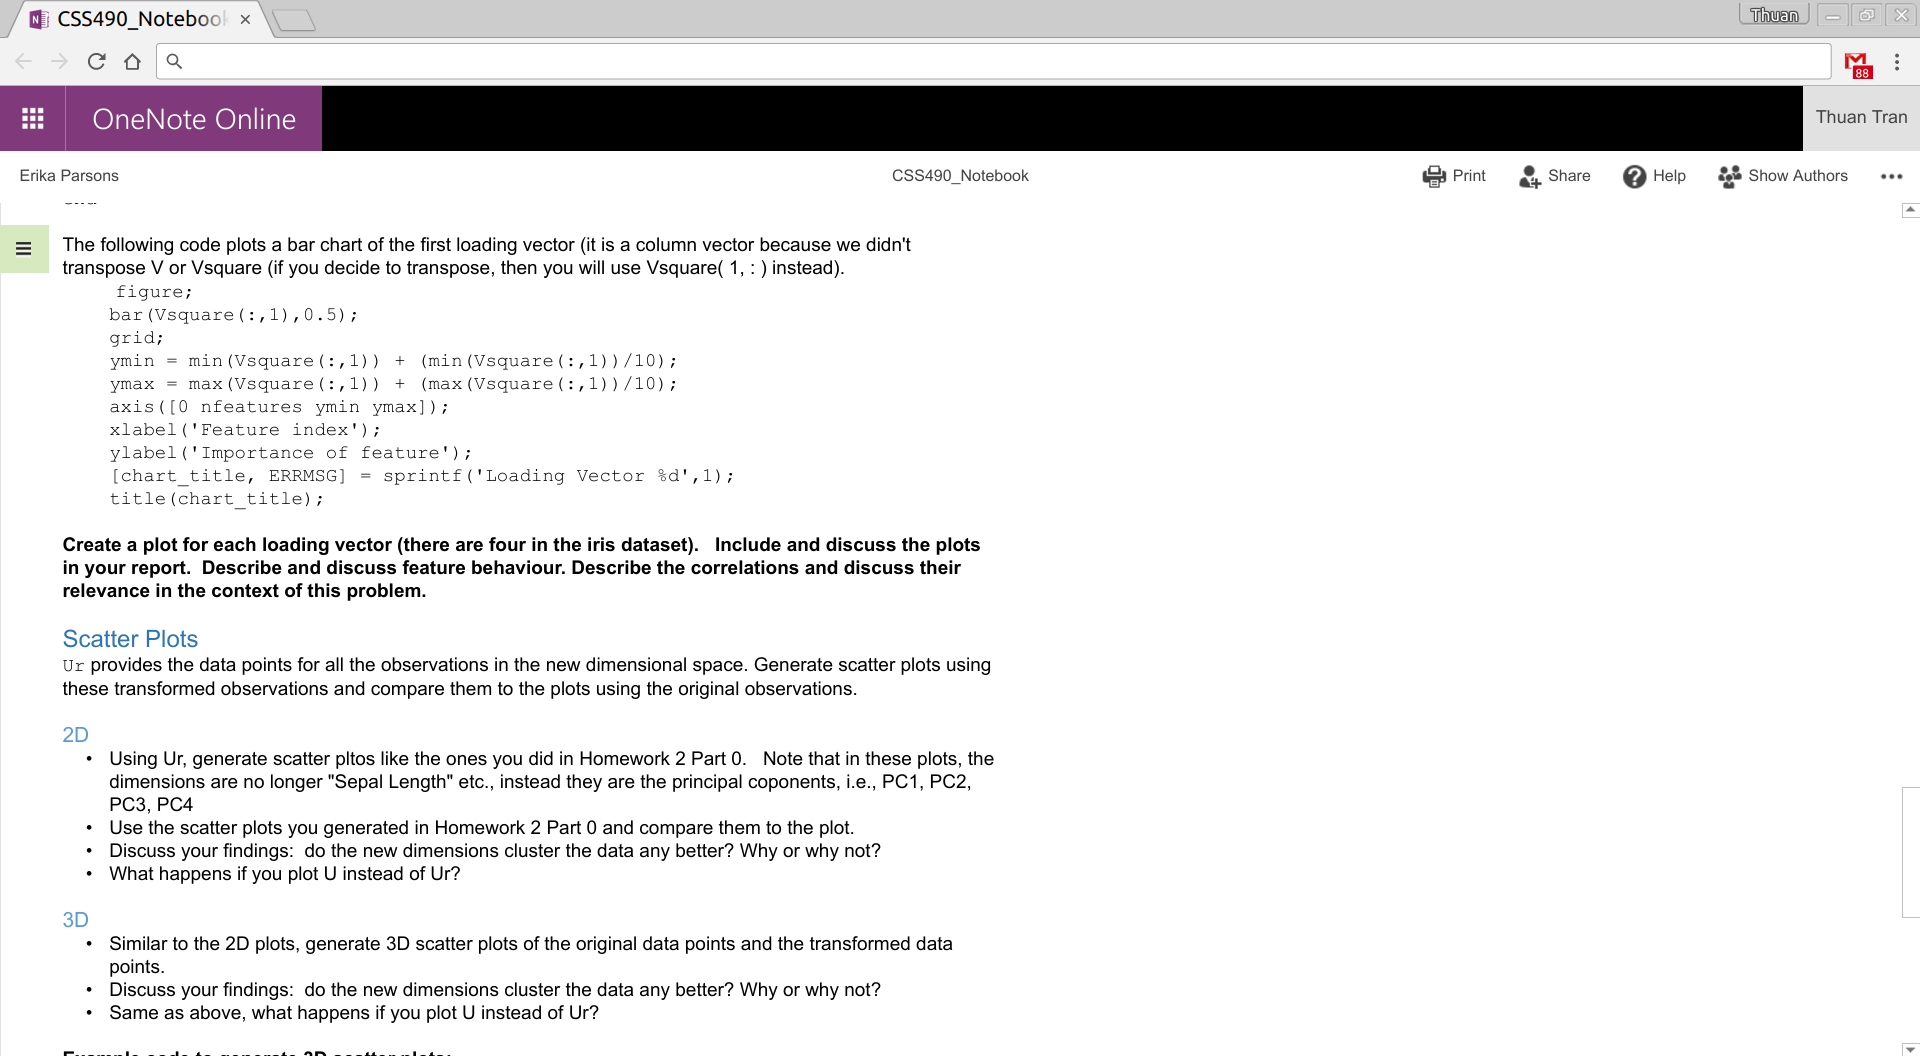 CSS490_Notebook
Thuan
88
OneNote Online
Thuan Tran
Erika Parsons
CSS490_Notebook
Print
Share
Help
Show Authors
The following code plots a bar chart of the first loading vector (it is a column vector because we didn't
transpose V or Vsquare (if you decide to transpose, then you will use Vsquare( 1, : ) instead).
figure;
bar(Vsquare(:,1),0.5);
grid;
ymin = min(Vsquare(:,1)) + (min(Vsquare(:,1))/10);
ymax = max(Vsquare(:,1)) + (max(Vsquare(:,1))/10);
axis([0 nfeatures ymin ymax]);
xlabel('Feature index');
ylabel('Importance of feature');
[chart_title, ERRMSG] = sprintf('Loading Vector %d',1);
title(chart_title);
Create a plot for each loading vector (there are four in the iris dataset).   Include and discuss the plots
in your report.  Describe and discuss feature behaviour. Describe the correlations and discuss their
relevance in the context of this problem.
Scatter Plots
Ur provides the data points for all the observations in the new dimensional space. Generate scatter plots using
these transformed observations and compare them to the plots using the original observations.
2D
• Using Ur, generate scatter pltos like the ones you did in Homework 2 Part 0.   Note that in these plots, the
dimensions are no longer "Sepal Length" etc., instead they are the principal coponents, i.e., PC1, PC2,
PC3, PC4
• Use the scatter plots you generated in Homework 2 Part 0 and compare them to the plot.
• Discuss your findings:  do the new dimensions cluster the data any better? Why or why not?
• What happens if you plot U instead of Ur?
3D
• Similar to the 2D plots, generate 3D scatter plots of the original data points and the transformed data
points.
• Discuss your findings:  do the new dimensions cluster the data any better? Why or why not?
• Same as above, what happens if you plot U instead of Ur?
Example code to generate 3D scatter plots: